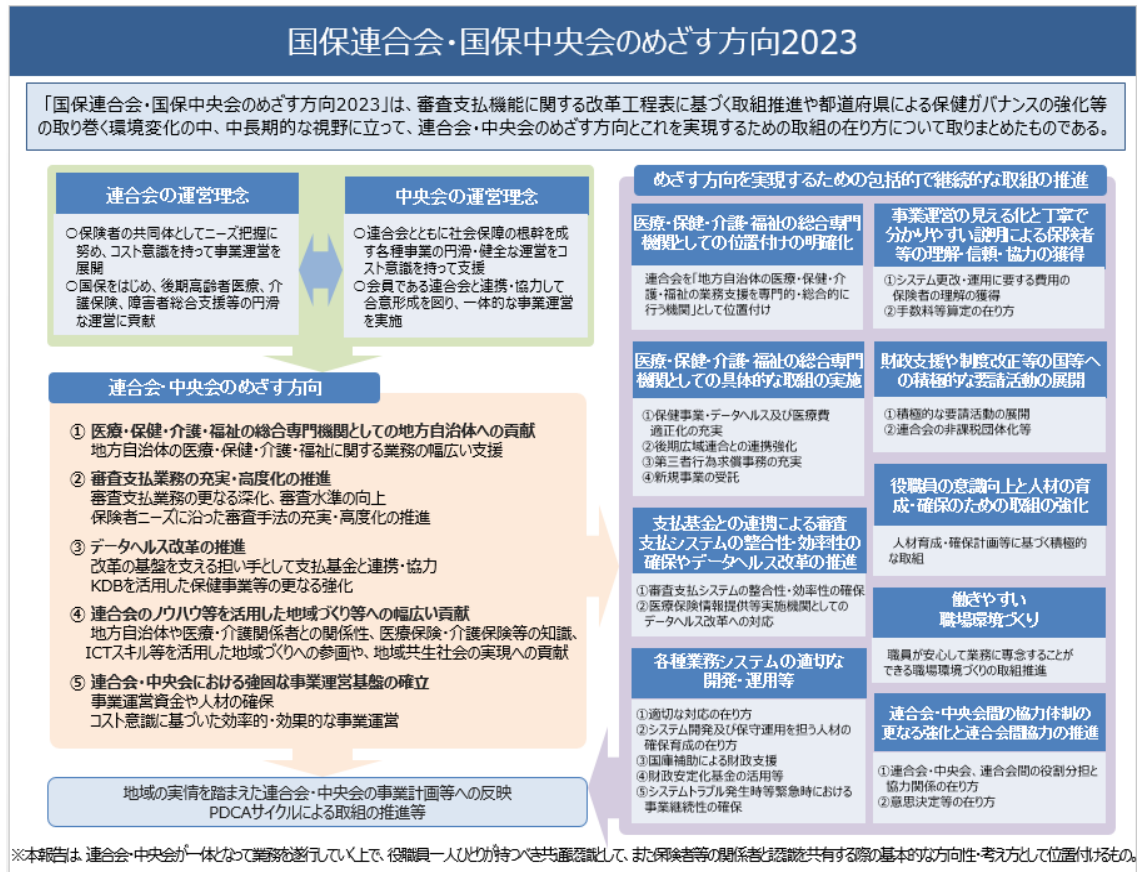 国保連合会・国保中央会のめざす方向2023
「国保連合会・国保中央会のめざす方向2023」は、審査支払機能に関する改革工程表に基づく取組推進や都道府県による保健ガバナンスの強化等
の取り巻く環境変化の中、中長期的な視野に立って、連合会・中央会のめざす方向とこれを実現するための取組の在り方について取りまとめたものである。
連合会の運営理念
○保険者の共同体としてニーズ把握に
努め、コスト意識を持って事業運営を
展開
○国保をはじめ、後期高齢者医療、介
護保険、障害者総合支援等の円滑
な運営に貢献
中央会の運営理念
○連合会とともに社会保障の根幹を成
す各種事業の円滑・健全な運営をコ
スト意識を持って支援
○会員である連合会と連携・協力して
合意形成を図り、一体的な事業運営
を実施
連合会・中央会のめざす方向
① 医療・保健・介護・福祉の総合専門機関としての地方自治体への貢献
地方自治体の医療・保健・介護・福祉に関する業務の幅広い支援
② 審査支払業務の充実・高度化の推進
審査支払業務の更なる深化、審査水準の向上
保険者ニーズに沿った審査手法の充実・高度化の推進
③ データヘルス改革の推進
改革の基盤を支える担い手として支払基金と連携・協力
KDBを活用した保健事業等の更なる強化
④ 連合会のノウハウ等を活用した地域づくり等への幅広い貢献
地方自治体や医療・介護関係者との関係性、医療保険・介護保険等の知識、
ICTスキル等を活用した地域づくりへの参画や、地域共生社会の実現への貢献
⑤ 連合会・中央会における強固な事業運営基盤の確立
事業運営資金や人材の確保
コスト意識に基づいた効率的・効果的な事業運営
地域の実情を踏まえた連合会・中央会の事業計画等への反映
PDCAサイクルによる取組の推進等
めざす方向を実現するための包括的で継続的な取組の推進
医療・保健・介護・福祉の総合専門
機関としての位置付けの明確化
連合会を「地方自治体の医療・保健・介
護・福祉の業務支援を専門的・総合的に
行う機関」として位置付け
医療・保健・介護・福祉の総合専門
機関としての具体的な取組の実施
①保健事業・データヘルス及び医療費
適正化の充実
②後期広域連合との連携強化
③第三者行為求償事務の充実
④新規事業の受託
支払基金との連携による審査
支払システムの整合性・効率性の
確保やデータヘルス改革の推進
①審査支払システムの整合性・効率性の確保
②医療保険情報提供等実施機関としての
データヘルス改革への対応
各種業務システムの適切な
開発・運用等
①適切な対応の在り方
②システム開発及び保守運用を担う人材の
確保育成の在り方
③国庫補助による財政支援
④財政安定化基金の活用等
⑤システムトラブル発生時等緊急時における
事業継続性の確保
事業運営の見える化と丁寧で
分かりやすい説明による保険者
等の理解・信頼・協力の獲得
①システム更改・運用に要する費用の
保険者の理解の獲得
②手数料等算定の在り方
財政支援や制度改正等の国等へ
の積極的な要請活動の展開
①積極的な要請活動の展開
②連合会の非課税団体化等
役職員の意識向上と人材の育
成・確保のための取組の強化
人材育成・確保計画等に基づく積極的
な取組
働きやすい
職場環境づくり
職員が安心して業務に専念することが
できる職場環境づくりの取組推進
連合会・中央会間の協力体制の
更なる強化と連合会間協力の推進
①連合会・中央会、連合会間の役割分担と
協力関係の在り方
②意思決定等の在り方
※本報告は、連合会・中央会が一体となって業務を遂行していく上で、役職員一人ひとりが持つべき共通認識として、また保険者等の関係者と認識を共有する際の基本的な方向性・考え方として位置付けるもの。